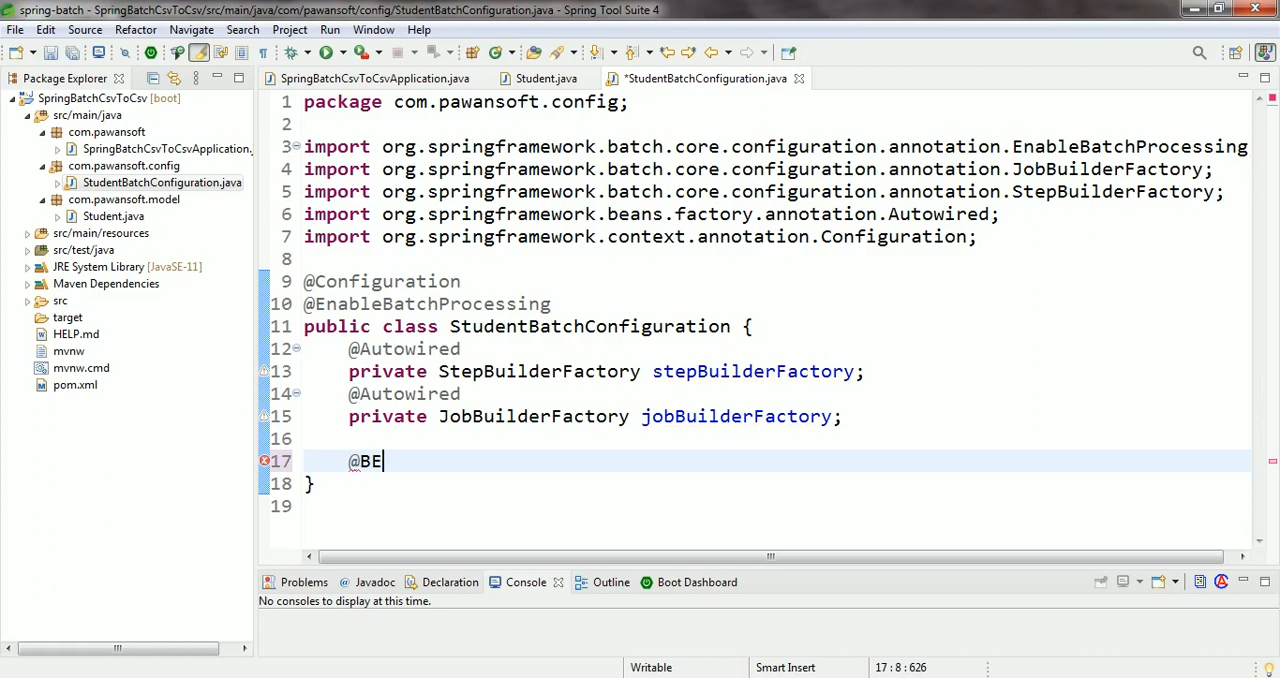 spring-batch - SpringBatchCsvToCsv/src/main/java/com/pawansoft/config/StudentBatchConfiguration.java - Spring Tool Suite 4
File Edit Source Refactor Navigate Search Project Run Window Help
Package Explorer
SpringBatchCsvToCsv [boot]
src/main/java
com.pawansoft
SpringBatchCsvToCsvApplication.
com.pawansoft.config
StudentBatchConfiguration.java
com.pawansoft.model
Student.java
src/main/resources
src/test/java
JRE System Library [JavaSE-11]
Maven Dependencies
src
target
HELP.md
mvnw
mvnw.cmd
pom.xml
SpringBatchCsvToCsvApplication.java Student.java *StudentBatchConfiguration.java
1 package com.pawansoft.config;
2
3 import org.springframework.batch.core.configuration.annotation.EnableBatchProcessing
4 import org.springframework.batch.core.configuration.annotation.JobBuilderFactory;
5 import org.springframework.batch.core.configuration.annotation.StepBuilderFactory;
6 import org.springframework.beans.factory.annotation.Autowired;
7 import org.springframework.context.annotation.Configuration;
8
9 @Configuration
10 @EnableBatchProcessing
11 public class StudentBatchConfiguration {
12 @Autowired
13 private StepBuilderFactory stepBuilderFactory;
14 @Autowired
15 private JobBuilderFactory jobBuilderFactory;
16
17 @BE
18 }
19
Problems Javadoc Declaration Console Outline Boot Dashboard
No consoles to display at this time.
Writable Smart Insert 17 : 8 : 626